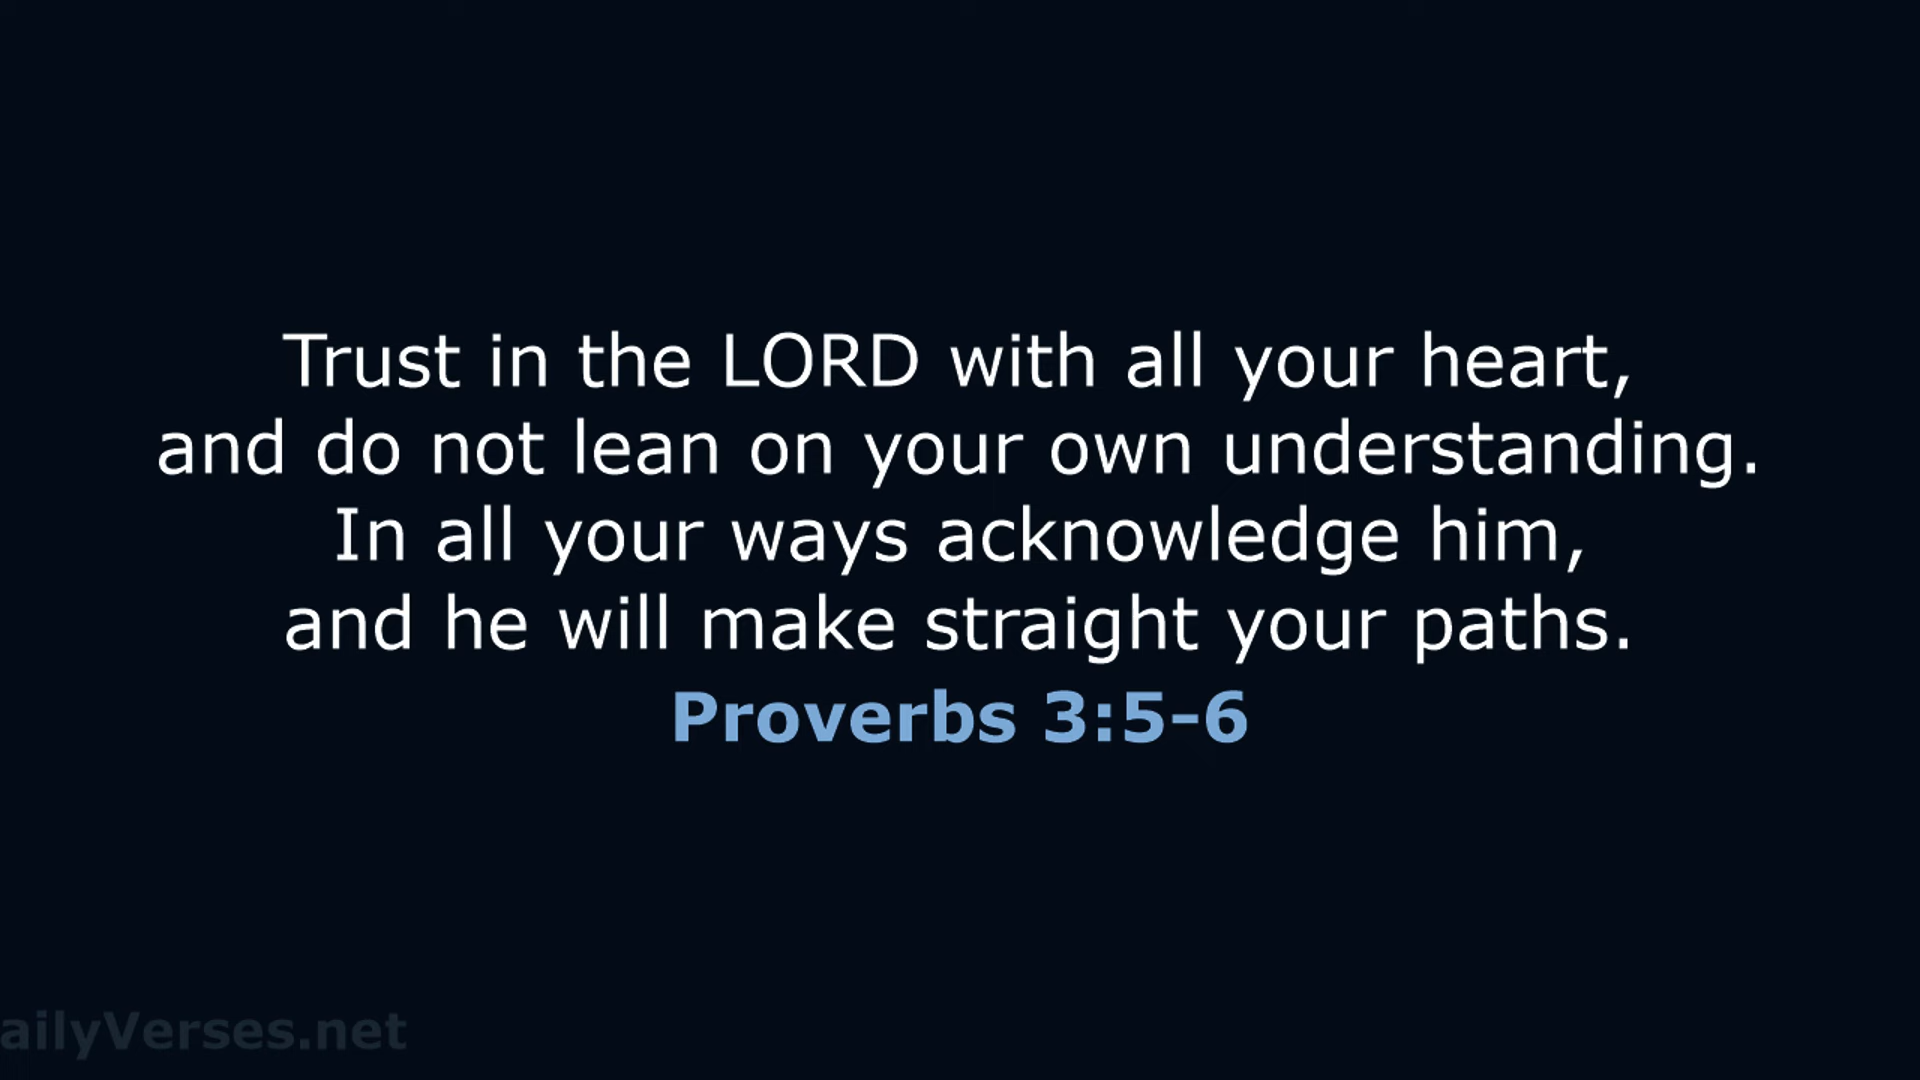 Trust in the LORD with all your heart,
and do not lean on your own understanding.
In all your ways acknowledge him,
and he will make straight your paths.
Proverbs 3:5-6
ailyVerses.net